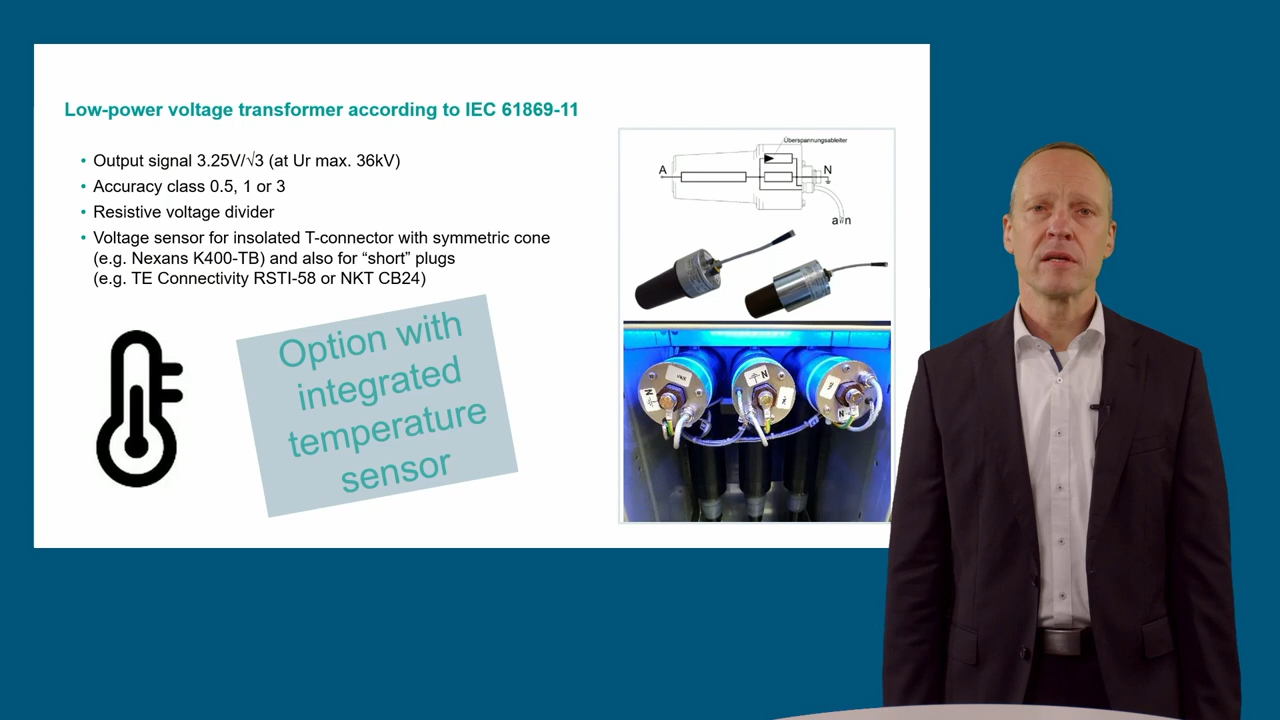 Low-power voltage transformer according to IEC 61869-11
• Output signal 3.25V/√3 (at Ur max. 36kV)
• Accuracy class 0.5, 1 or 3
• Resistive voltage divider
• Voltage sensor for insolated T-connector with symmetric cone
(e.g. Nexans K400-TB) and also for “short” plugs
(e.g. TE Connectivity RSTI-58 or NKT CB24)
Option with
integrated
temperature
sensor
Überspannungsableiter
A
N
a
n
N
N
N